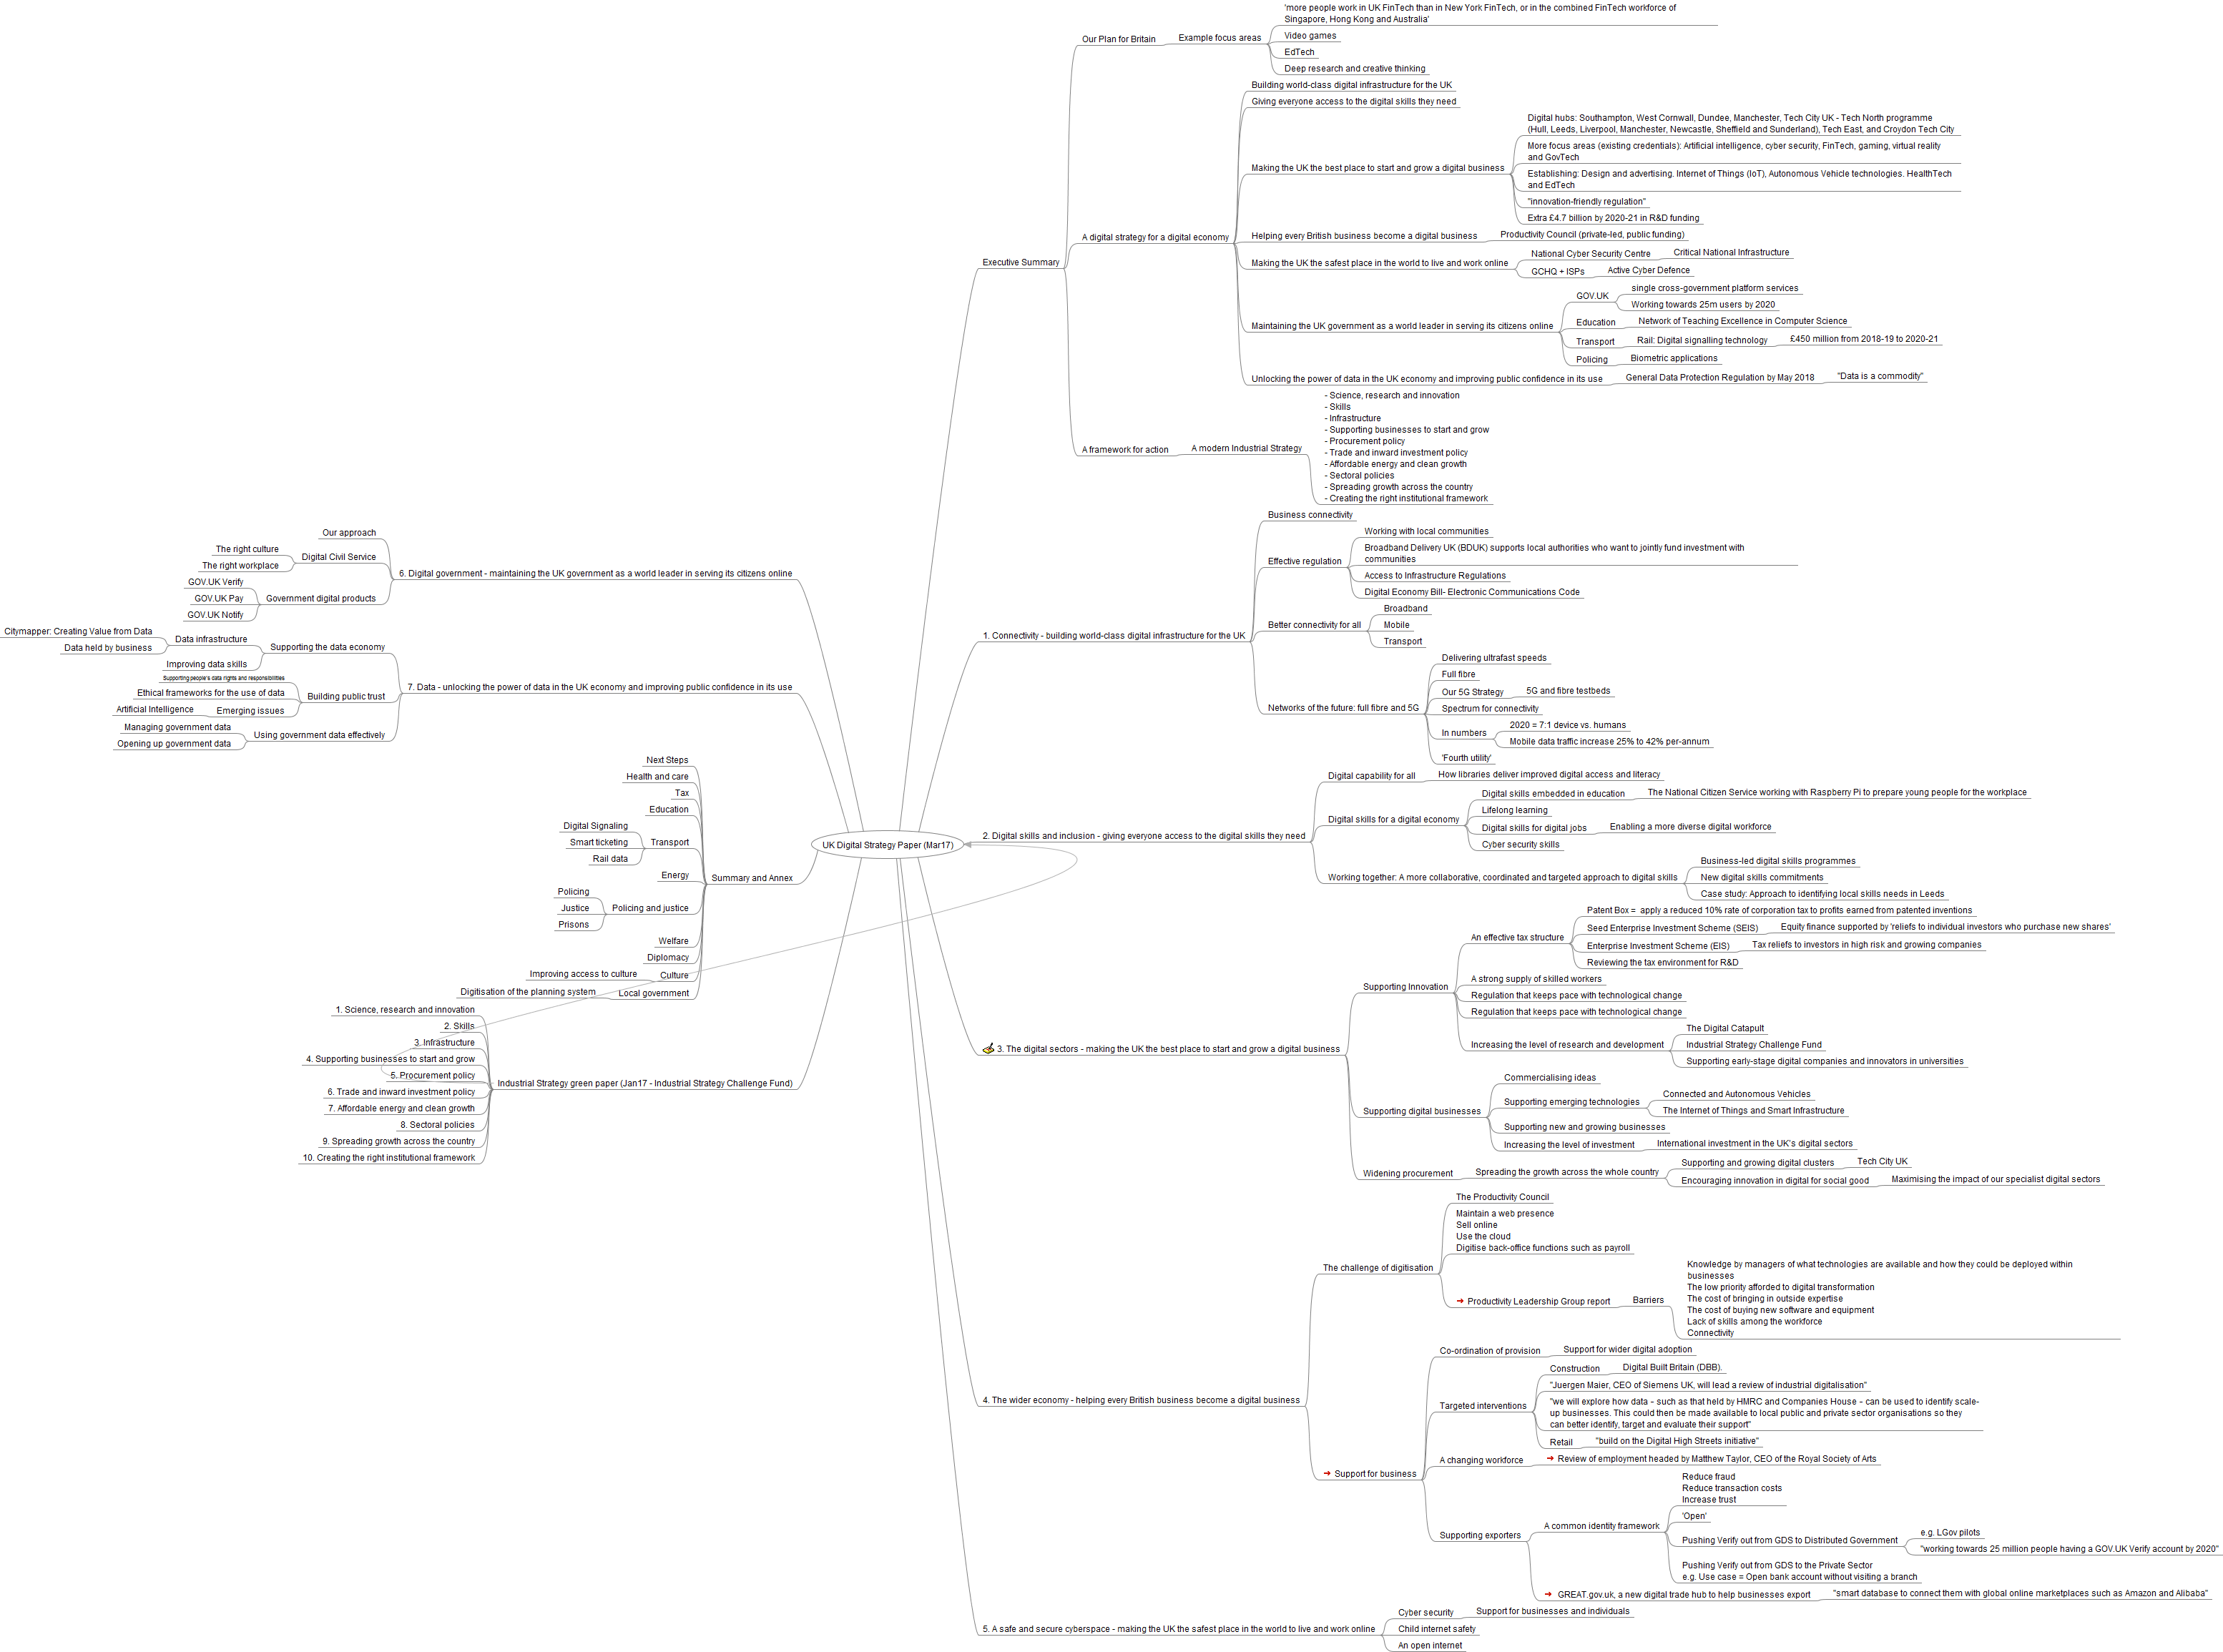 UK Digital Strategy Paper (Mar17)
Executive Summary
Our Plan for Britain
Example focus areas
'more people work in UK FinTech than in New York FinTech, or in the combined FinTech workforce of
Singapore, Hong Kong and Australia'
Video games
EdTech
Deep research and creative thinking
A digital strategy for a digital economy
Building world-class digital infrastructure for the UK
Giving everyone access to the digital skills they need
Making the UK the best place to start and grow a digital business
Digital hubs: Southampton, West Cornwall, Dundee, Manchester, Tech City UK - Tech North programme
(Hull, Leeds, Liverpool, Manchester, Newcastle, Sheffield and Sunderland), Tech East, and Croydon Tech City
More focus areas (existing credentials): Artificial intelligence, cyber security, FinTech, gaming, virtual reality
and GovTech
Establishing: Design and advertising. Internet of Things (IoT), Autonomous Vehicle technologies. HealthTech
and EdTech
"innovation-friendly regulation"
Extra £4.7 billion by 2020-21 in R&D funding
Helping every British business become a digital business
Productivity Council (private-led, public funding)
Making the UK the safest place in the world to live and work online
National Cyber Security Centre
Critical National Infrastructure
GCHQ + ISPs
Active Cyber Defence
Maintaining the UK government as a world leader in serving its citizens online
GOV.UK
single cross-government platform services
Working towards 25m users by 2020
Education
Network of Teaching Excellence in Computer Science
Transport
Rail: Digital signalling technology
£450 million from 2018-19 to 2020-21
Policing
Biometric applications
Unlocking the power of data in the UK economy and improving public confidence in its use
General Data Protection Regulation by May 2018
"Data is a commodity"
A framework for action
A modern Industrial Strategy
- Science, research and innovation
- Skills
- Infrastructure
- Supporting businesses to start and grow
- Procurement policy
- Trade and inward investment policy
- Affordable energy and clean growth
- Sectoral policies
- Spreading growth across the country
- Creating the right institutional framework
1. Connectivity - building world-class digital infrastructure for the UK
Business connectivity
Effective regulation
Working with local communities
Broadband Delivery UK (BDUK) supports local authorities who want to jointly fund investment with
communities
Access to Infrastructure Regulations
Digital Economy Bill- Electronic Communications Code
Better connectivity for all
Broadband
Mobile
Transport
Networks of the future: full fibre and 5G
Delivering ultrafast speeds
Full fibre
Our 5G Strategy
5G and fibre testbeds
Spectrum for connectivity
In numbers
2020 = 7:1 device vs. humans
Mobile data traffic increase 25% to 42% per-annum
'Fourth utility'
2. Digital skills and inclusion - giving everyone access to the digital skills they need
Digital capability for all
How libraries deliver improved digital access and literacy
Digital skills for a digital economy
Digital skills embedded in education
The National Citizen Service working with Raspberry Pi to prepare young people for the workplace
Lifelong learning
Digital skills for digital jobs
Enabling a more diverse digital workforce
Cyber security skills
Working together: A more collaborative, coordinated and targeted approach to digital skills
Business-led digital skills programmes
New digital skills commitments
Case study: Approach to identifying local skills needs in Leeds
3. The digital sectors - making the UK the best place to start and grow a digital business
Supporting Innovation
An effective tax structure
Patent Box =  apply a reduced 10% rate of corporation tax to profits earned from patented inventions
Seed Enterprise Investment Scheme (SEIS)
Equity finance supported by 'reliefs to individual investors who purchase new shares'
Enterprise Investment Scheme (EIS)
Tax reliefs to investors in high risk and growing companies
Reviewing the tax environment for R&D
A strong supply of skilled workers
Regulation that keeps pace with technological change
Regulation that keeps pace with technological change
Increasing the level of research and development
The Digital Catapult
Industrial Strategy Challenge Fund
Supporting early-stage digital companies and innovators in universities
Supporting digital businesses
Commercialising ideas
Supporting emerging technologies
Connected and Autonomous Vehicles
The Internet of Things and Smart Infrastructure
Supporting new and growing businesses
Increasing the level of investment
International investment in the UK's digital sectors
Widening procurement
Spreading the growth across the whole country
Supporting and growing digital clusters
Tech City UK
Encouraging innovation in digital for social good
Maximising the impact of our specialist digital sectors
4. The wider economy - helping every British business become a digital business
The challenge of digitisation
The Productivity Council
Maintain a web presence
Sell online
Use the cloud
Digitise back-office functions such as payroll
Productivity Leadership Group report
Barriers
Knowledge by managers of what technologies are available and how they could be deployed within
businesses
The low priority afforded to digital transformation
The cost of bringing in outside expertise
The cost of buying new software and equipment
Lack of skills among the workforce
Connectivity
Support for business
Co-ordination of provision
Support for wider digital adoption
Targeted interventions
Construction
Digital Built Britain (DBB).
"Juergen Maier, CEO of Siemens UK, will lead a review of industrial digitalisation"
"we will explore how data – such as that held by HMRC and Companies House – can be used to identify scale-
up businesses. This could then be made available to local public and private sector organisations so they
can better identify, target and evaluate their support"
Retail
"build on the Digital High Streets initiative"
A changing workforce
Review of employment headed by Matthew Taylor, CEO of the Royal Society of Arts
Supporting exporters
A common identity framework
Reduce fraud
Reduce transaction costs
Increase trust
'Open'
Pushing Verify out from GDS to Distributed Government
e.g. LGov pilots
"working towards 25 million people having a GOV.UK Verify account by 2020"
Pushing Verify out from GDS to the Private Sector
e.g. Use case = Open bank account without visiting a branch
GREAT.gov.uk, a new digital trade hub to help businesses export
"smart database to connect them with global online marketplaces such as Amazon and Alibaba"
5. A safe and secure cyberspace - making the UK the safest place in the world to live and work online
Cyber security
Support for businesses and individuals
Child internet safety
An open internet
6. Digital government - maintaining the UK government as a world leader in serving its citizens online
Our approach
Digital Civil Service
The right culture
The right workplace
Government digital products
GOV.UK Verify
GOV.UK Pay
GOV.UK Notify
7. Data - unlocking the power of data in the UK economy and improving public confidence in its use
Supporting the data economy
Data infrastructure
Citymapper: Creating Value from Data
Data held by business
Improving data skills
Building public trust
Supporting people's data rights and responsibilities
Ethical frameworks for the use of data
Emerging issues
Artificial Intelligence
Using government data effectively
Managing government data
Opening up government data
Summary and Annex
Next Steps
Health and care
Tax
Education
Transport
Digital Signaling
Smart ticketing
Rail data
Energy
Policing and justice
Policing
Justice
Prisons
Welfare
Diplomacy
Culture
Improving access to culture
Local government
Digitisation of the planning system
Industrial Strategy green paper (Jan17 - Industrial Strategy Challenge Fund)
1. Science, research and innovation
2. Skills
3. Infrastructure
4. Supporting businesses to start and grow
5. Procurement policy
6. Trade and inward investment policy
7. Affordable energy and clean growth
8. Sectoral policies
9. Spreading growth across the country
10. Creating the right institutional framework